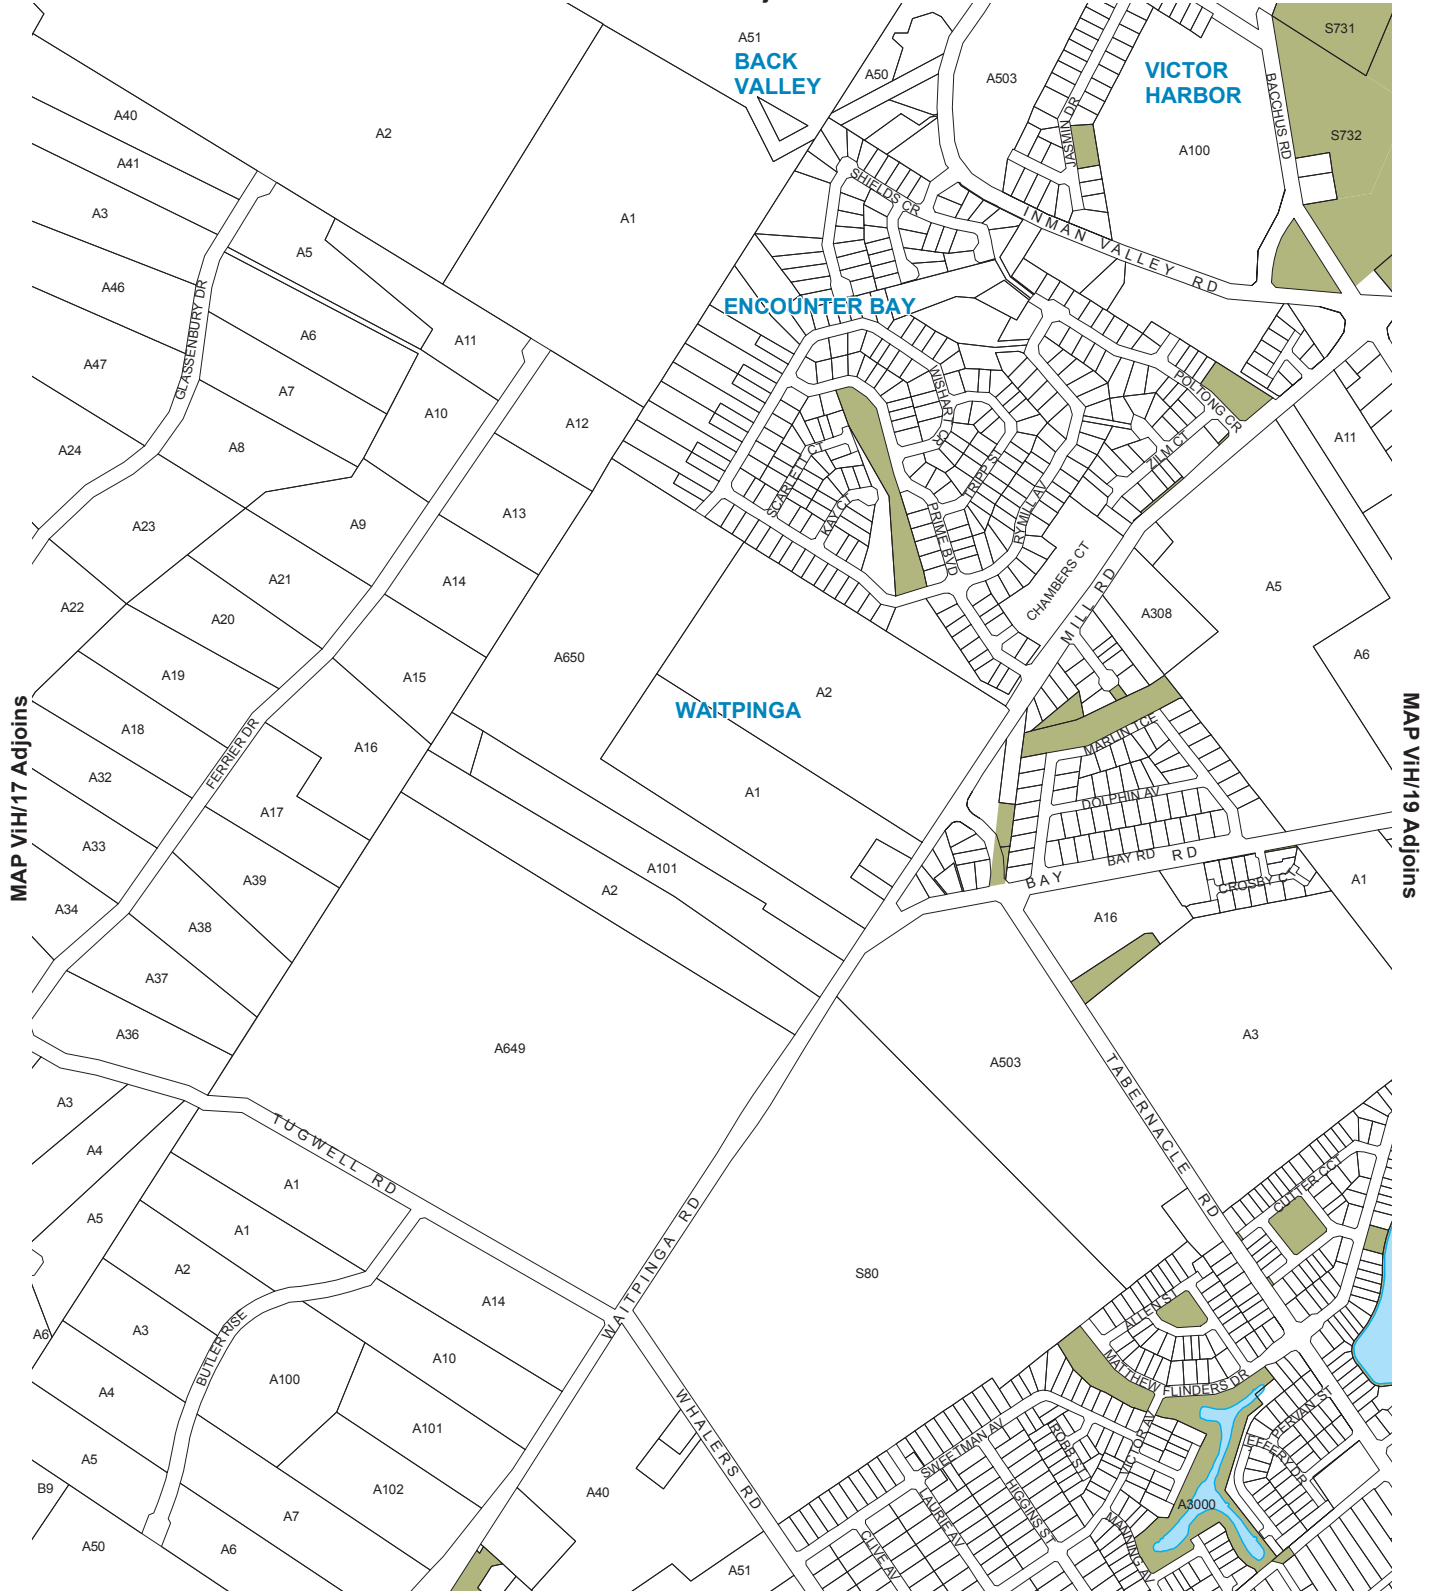 A51
BACK
VALLEY
A50
A503
VICTOR
HARBOR
S731
BACCHUS RD
S732
JASMIN DR
A100
A40
A2
A41
A3
A1
SHIELDS CR
INMAN VALLEY RD
A5
A46
GLASSENBURY DR
ENCOUNTER BAY
A6
A11
A47
A7
A10
A12
WISHART CR
POLTONG CR
A24
A8
A11
SCARLET CT
ZILM CT
TRIPP ST
A23
A9
A13
KAY CT
PRIME BVD
RYMILL AV
A21
A14
CHAMBERS CT
MILL RD
A5
A22
A20
A308
A19
A15
A650
A6
A2
MAP ViH/17 Adjoins
MAP ViH/19 Adjoins
WAITPINGA
A18
FERRIER DR
A16
MARLIN TCE
A32
A17
A1
DOLPHIN AV
A33
BAY RD
BAY RD
A39
A101
A2
CROSBY C
A1
A34
A38
A16
A37
A36
A649
A503
A3
TABERNACLE RD
A3
A4
TUGWELL RD
A1
A5
A1
CUTTER CCT
A2
WAITPINGA RD
S80
A14
ALLEN ST
A6
A3
BUTLER RISE
A10
A100
A4
MATTHEW FLINDERS DR
WHALERS RD
A101
SWEETMAN AV
ROBB ST
VICTOR AV
PERVAN ST
JEFFERY DR
A5
B9
A102
A40
A3000
A7
LAURIE AV
HIGGINS ST
MANNING AV
A50
A6
CLIVE AV
A51